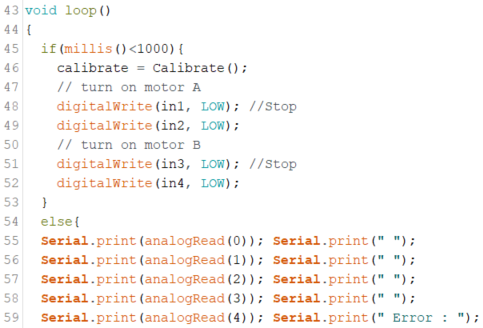 43 void loop()
44 {
45   if(millis()<1000){
46     calibrate = Calibrate();
47     // turn on motor A
48     digitalWrite(in1, LOW); //Stop
49     digitalWrite(in2, LOW);
50     // turn on motor B
51     digitalWrite(in3, LOW); //Stop
52     digitalWrite(in4, LOW);
53   }
54   else{
55   Serial.print(analogRead(0)); Serial.print(" ");
56   Serial.print(analogRead(1)); Serial.print(" ");
57   Serial.print(analogRead(2)); Serial.print(" ");
58   Serial.print(analogRead(3)); Serial.print(" ");
59   Serial.print(analogRead(4)); Serial.print(" Error : ");